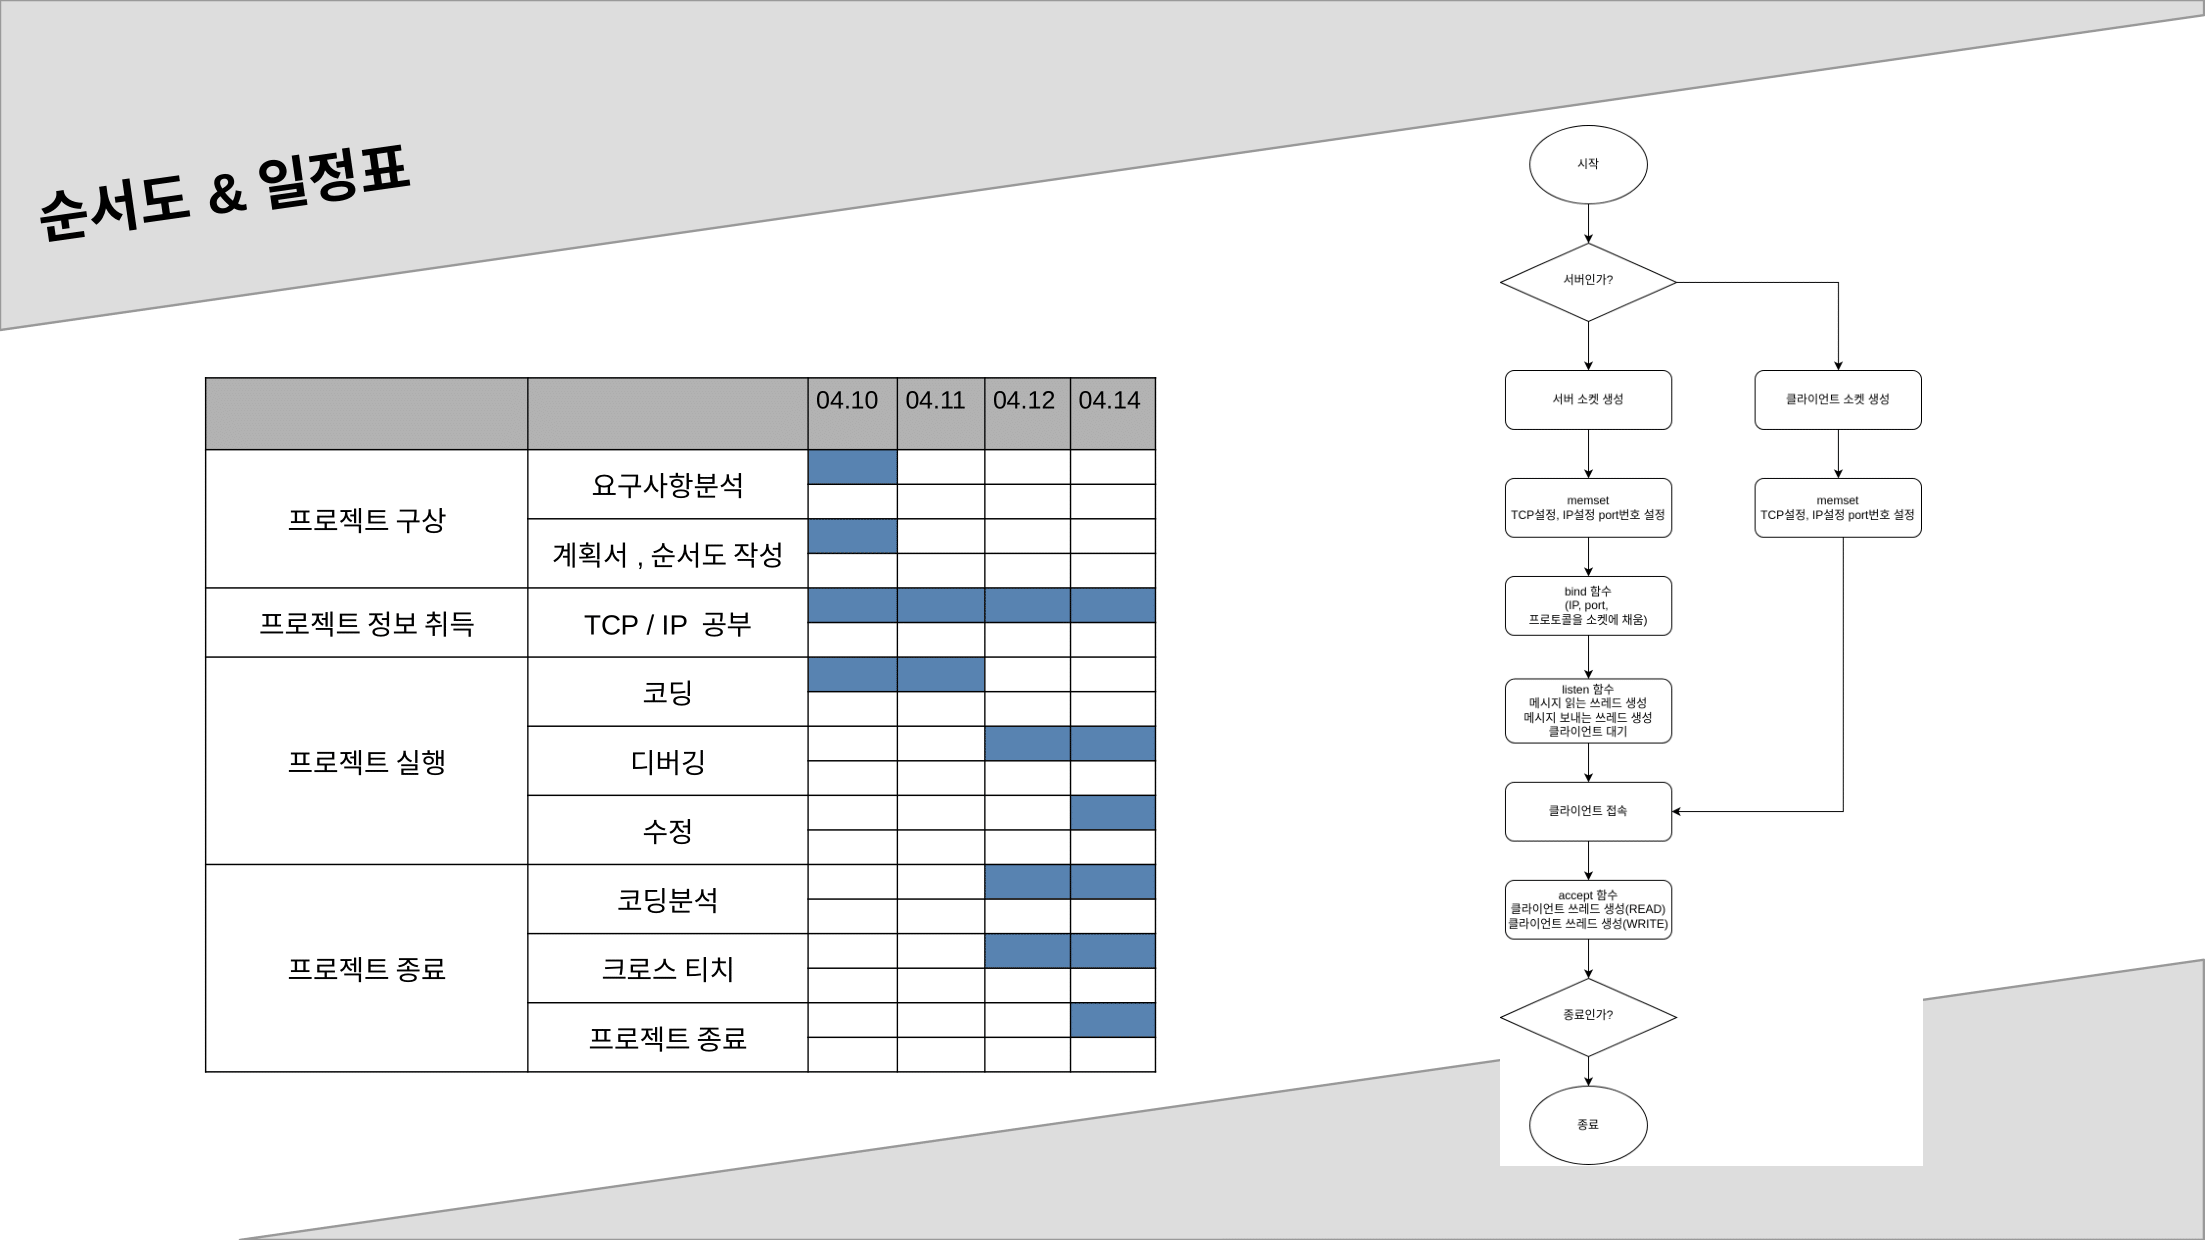 순서도 & 일정표
04.10 04.11 04.12 04.14
프로젝트 구상
요구사항분석
계획서 , 순서도 작성
프로젝트 정보 취득
TCP / IP 공부
프로젝트 실행
코딩
디버깅
수정
프로젝트 종료
코딩분석
크로스 티치
프로젝트 종료
시작
서버인가?
서버 소켓 생성
클라이언트 소켓 생성
memset
TCP설정, IP설정 port번호 설정
memset
TCP설정, IP설정 port번호 설정
bind 함수
(IP, port,
프로토콜을 소켓에 채움)
listen 함수
메시지 읽는 쓰레드 생성
메시지 보내는 쓰레드 생성
클라이언트 대기
클라이언트 접속
accept 함수
클라이언트 쓰레드 생성(READ)
클라이언트 쓰레드 생성(WRITE)
종료인가?
종료